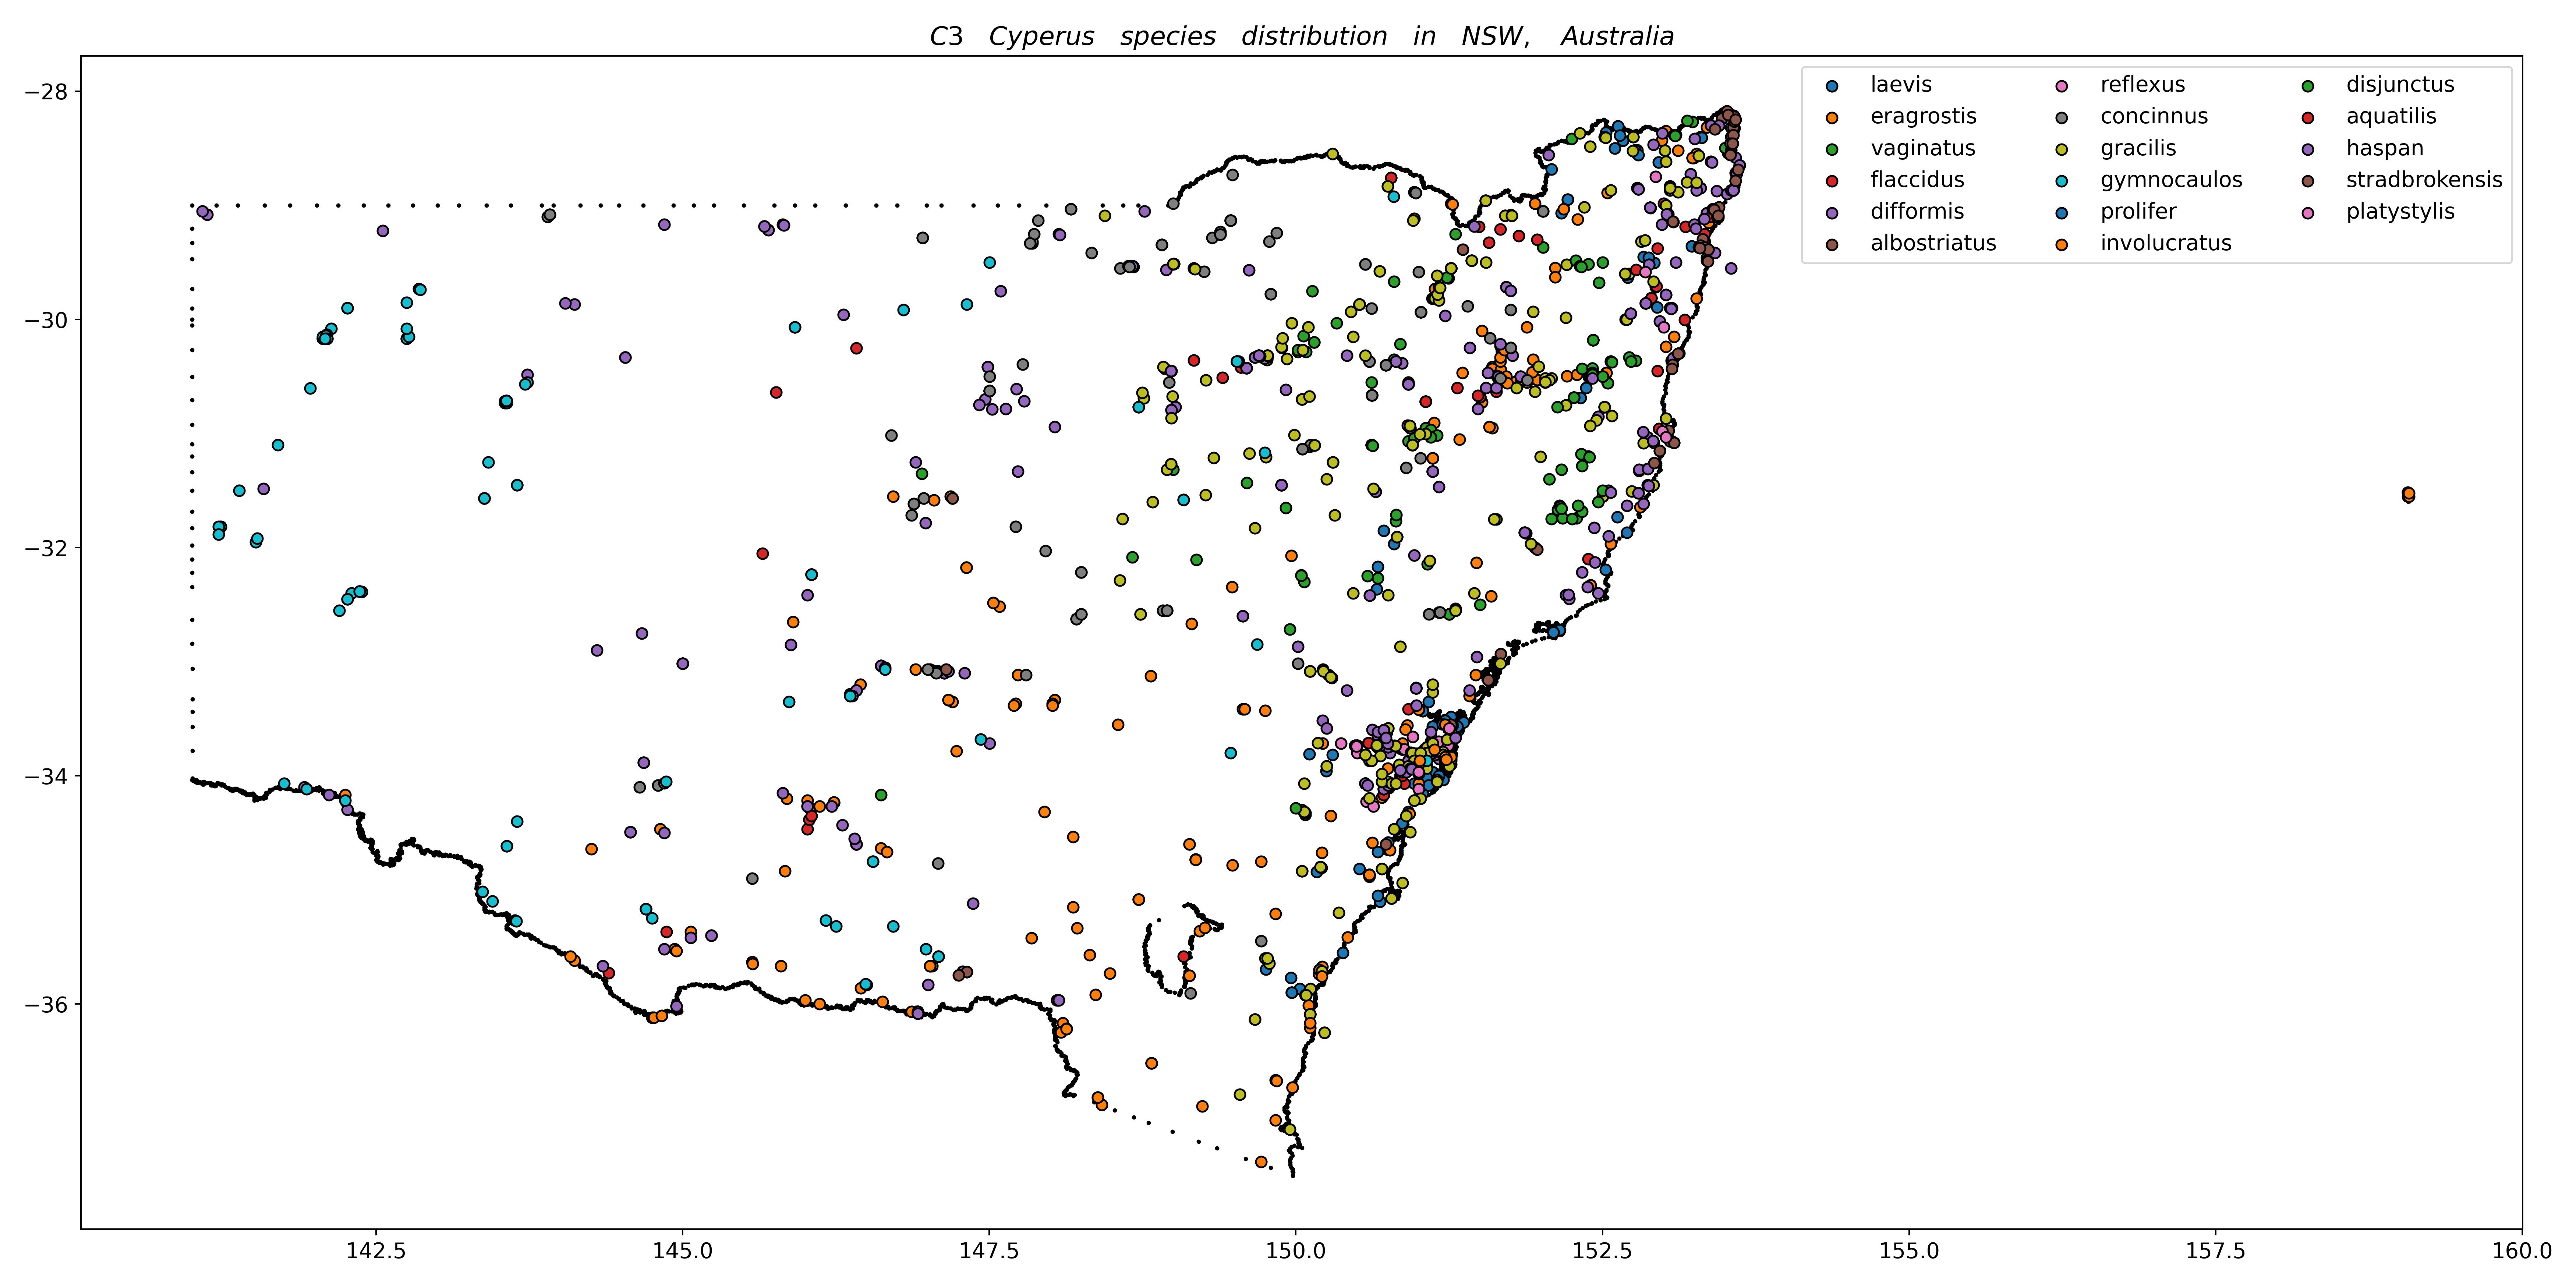 C3 Cyperus species distribution in NSW, Australia
−28
−30
−32
−34
−36
142.5
145.0
147.5
150.0
152.5
155.0
157.5
160.0
laevis
eragrostis
vaginatus
flaccidus
difformis
albostriatus
reflexus
concinnus
gracilis
gymnocaulos
prolifer
involucratus
disjunctus
aquatilis
haspan
stradbrokensis
platystylis